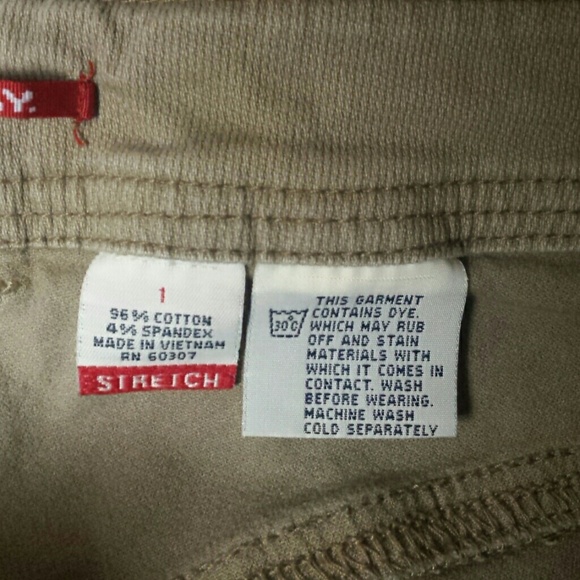 .Y.
1
96% COTTON
4% SPANDEX
MADE IN VIETNAM
RN 60307
STRETCH
30C
THIS GARMENT
CONTAINS DYE.
WHICH MAY RUB
OFF AND STAIN
MATERIALS WITH
WHICH IT COMES IN
CONTACT. WASH
BEFORE WEARING.
MACHINE WASH
COLD SEPARATELY